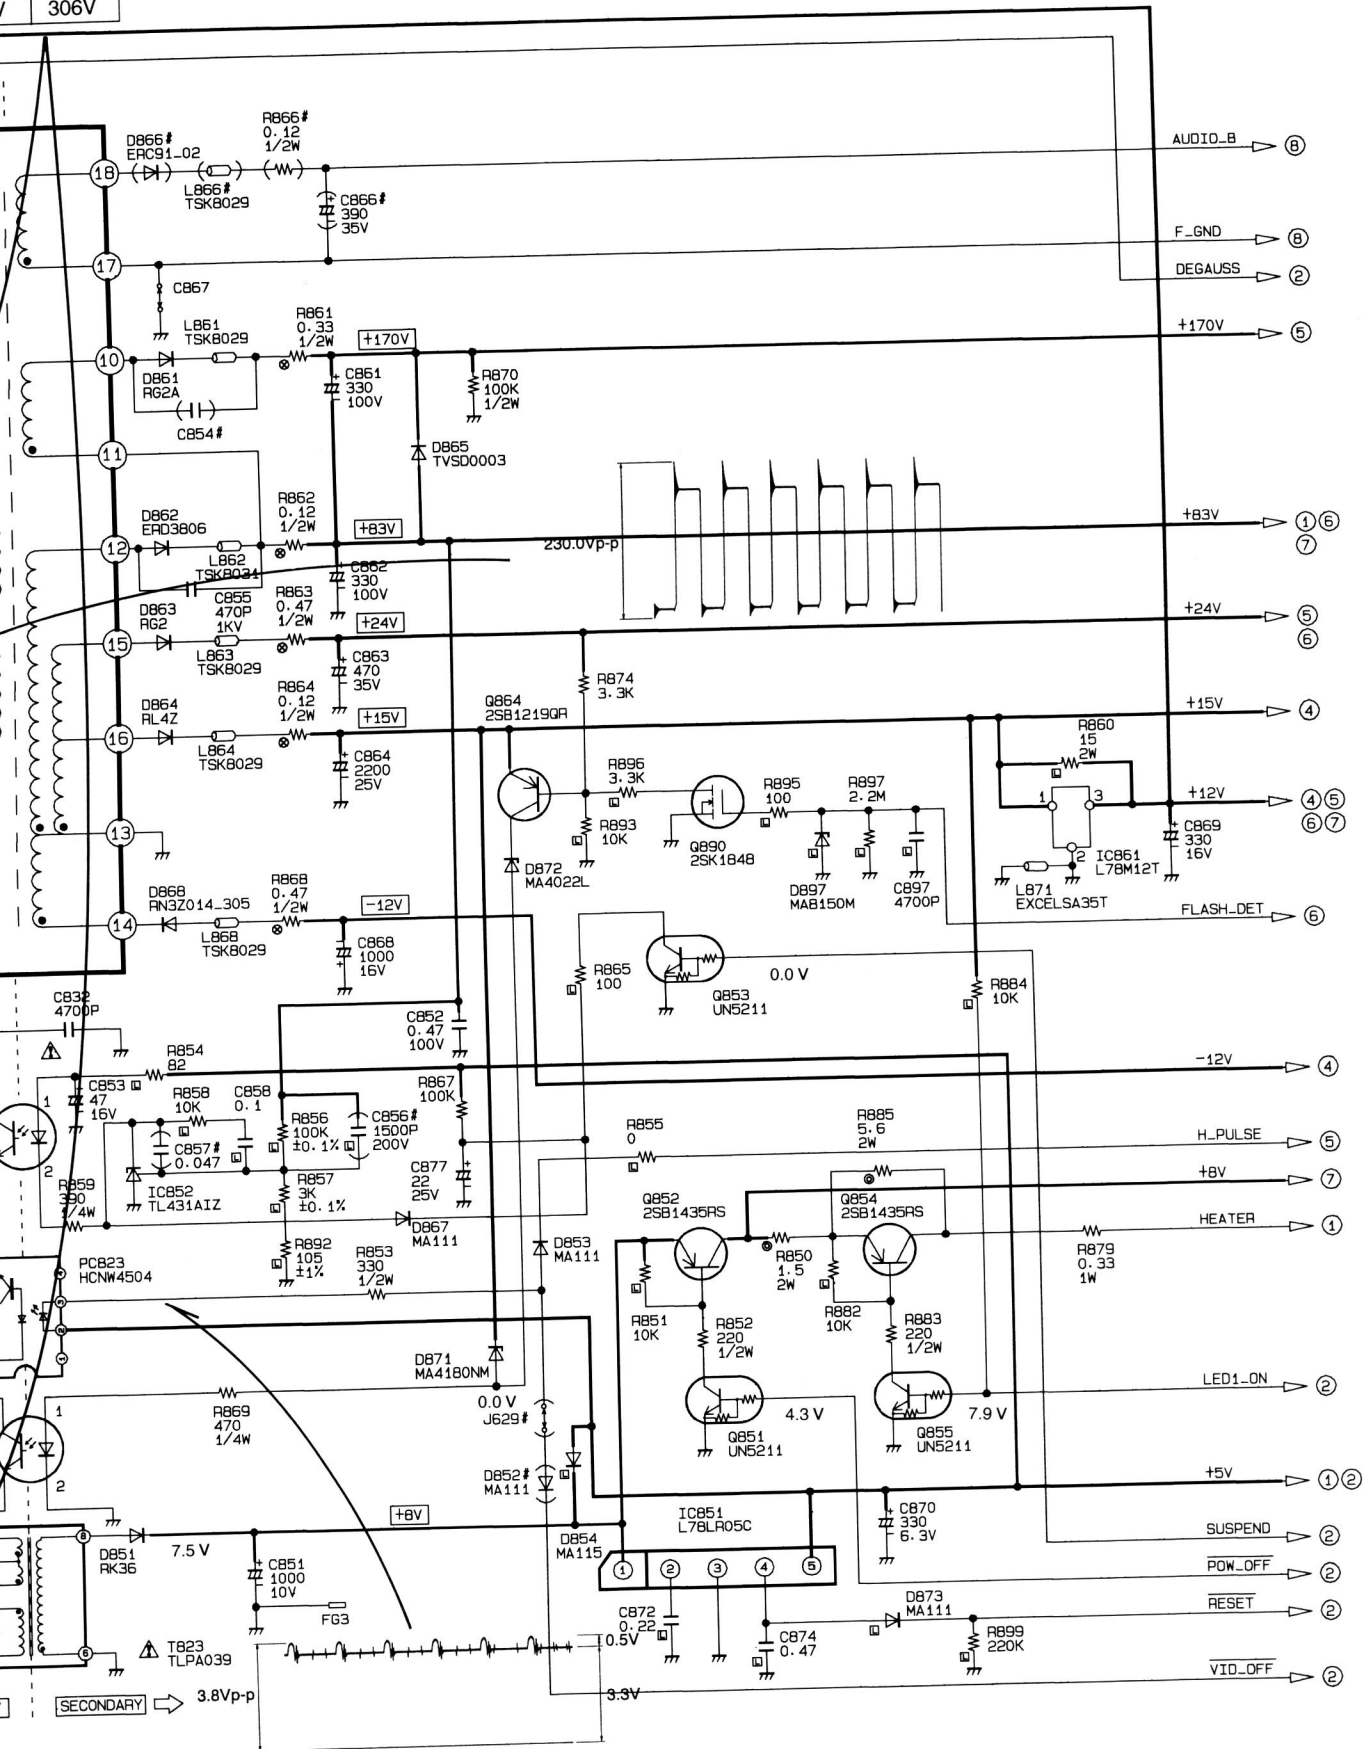 306V
D866#
ERC91_02
R866#
0.12
1/2W
18
L866#
TSK8029
C866#
390
35V
AUDIO_B
8
17
F_GND
8
C867
DEGAUSS
2
L861
TSK8029
R861
0.33
1/2W
+170V
+170V
5
10
D861
RG2A
C861
330
100V
R870
100K
1/2W
C854#
11
D865
TVSD0003
D862
ERD3806
R862
0.12
1/2W
+83V
+83V
1 6
7
12
230.0Vp-p
L862
TSK8031
C862
330
100V
D863
RG2
C855
470P
1KV
R863
0.47
1/2W
+24V
+24V
5
6
15
L863
TSK8029
C863
470
35V
R874
3.3K
D864
RL4Z
R864
0.12
1/2W
+15V
Q864
2SB1219QR
+15V
4
16
L864
TSK8029
C864
2200
25V
R860
15
2W
L
R896
3.3K
L
R895
100
L
R897
2.2M
1
3
+12V
4 5
6 7
13
R893
10K
L
Q890
2SK1848
2
IC861
L78M12T
C869
330
16V
D872
MA4022L
L
D897
MA8150M
L
L
C897
4700P
L871
EXCELSA35T
D868
RN3Z014_305
R868
0.47
1/2W
-12V
FLASH_DET
6
14
L868
TSK8029
C868
1000
16V
R865
100
L
0.0 V
Q853
UN5211
R884
10K
L
C832
4700P
C852
0.47
100V
R854
82
L
-12V
4
1
2
C853
47
16V
R858
10K
L
C858
0.1
L
R856
100K
±0.1%
L
C856#
1500P
200V
L
R867
100K
R855
0
L
R885
5.6
2W
H_PULSE
5
C857#
0.047
C877
22
25V
+8V
7
R859
390
1/4W
IC852
TL431AIZ
R857
3K
±0.1%
L
Q852
2SB1435RS
Q854
2SB1435RS
HEATER
1
D867
MA111
D853
MA111
R850
1.5
2W
R879
0.33
1W
PC823
HCNW4504
R892
105
±1%
L
R853
330
1/2W
4
3
2
1
R851
10K
L
R852
220
1/2W
R882
10K
L
R883
220
1/2W
D871
MA4180NM
LED1_ON
2
1
2
R869
470
1/4W
0.0 V
J629#
4.3 V
Q851
UN5211
7.9 V
Q855
UN5211
D852#
MA111
L
+5V
1 2
+8V
IC851
L78LR05C
C870
330
6.3V
8
D851
RK36
7.5 V
D854
MA115
SUSPEND
2
C851
1000
10V
1 2 3 4 5
POW_OFF
2
FG3
C872
0.22
L
D873
MA111
L
RESET
2
6
T823
TLPA039
0.5V
C874
0.47
L
R899
220K
L
SECONDARY
3.8Vp-p
3.3V
VID_OFF
2